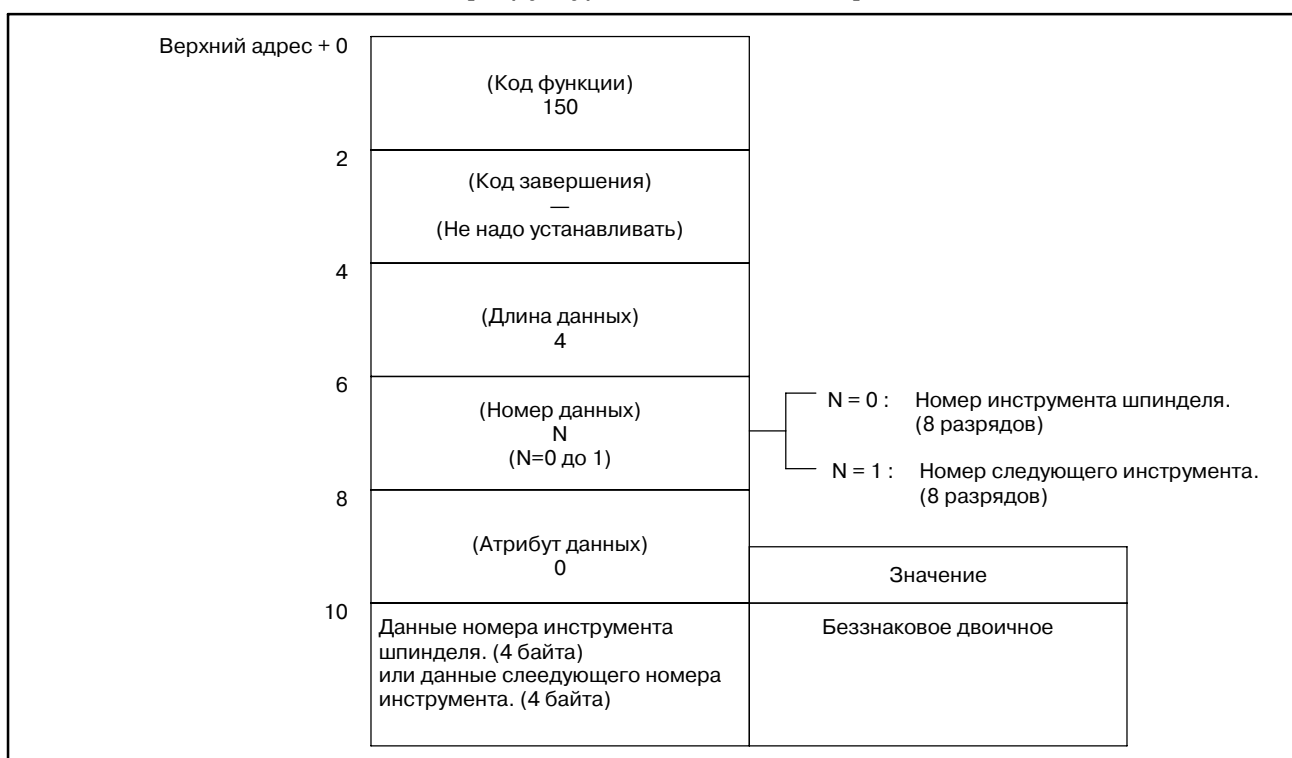 Верхний адрес + 0
(Код функции)
150
2
(Код завершения)
—
(Не надо устанавливать)
4
(Длина данных)
4
6
(Номер данных)
N
(N=0 до 1)
N = 0 : Номер инструмента шпинделя.
(8 разрядов)
N = 1 : Номер следующего инструмента.
(8 разрядов)
8
(Атрибут данных)
0
Значение
10
Данные номера инструмента
шпинделя. (4 байта)
или данные слеедующего номера
инструмента. (4 байта)
Беззнаковое двоичное